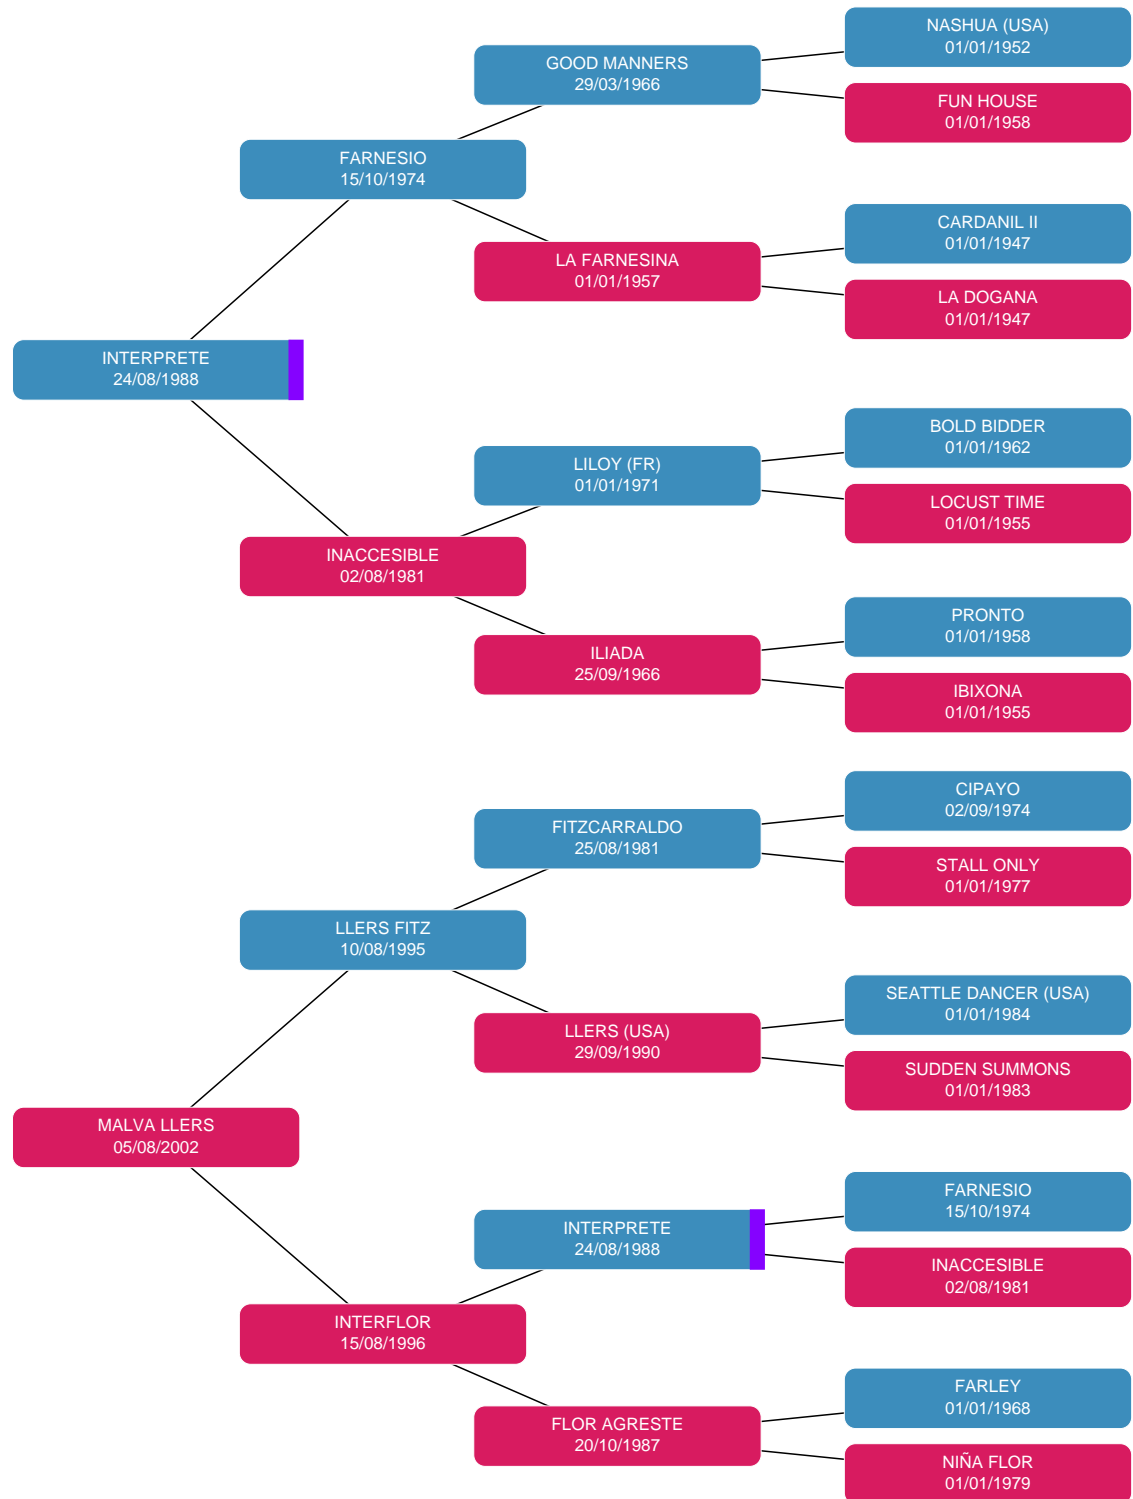 NASHUA (USA)
01/01/1952
GOOD MANNERS
29/03/1966
FUN HOUSE
01/01/1958
FARNESIO
15/10/1974
CARDANIL II
01/01/1947
LA FARNESINA
01/01/1957
LA DOGANA
01/01/1947
INTERPRETE
24/08/1988
BOLD BIDDER
01/01/1962
LILOY (FR)
01/01/1971
LOCUST TIME
01/01/1955
INACCESIBLE
02/08/1981
PRONTO
01/01/1958
ILIADA
25/09/1966
IBIXONA
01/01/1955
CIPAYO
02/09/1974
FITZCARRALDO
25/08/1981
STALL ONLY
01/01/1977
LLERS FITZ
10/08/1995
SEATTLE DANCER (USA)
01/01/1984
LLERS (USA)
29/09/1990
SUDDEN SUMMONS
01/01/1983
MALVA LLERS
05/08/2002
FARNESIO
15/10/1974
INTERPRETE
24/08/1988
INACCESIBLE
02/08/1981
INTERFLOR
15/08/1996
FARLEY
01/01/1968
FLOR AGRESTE
20/10/1987
NIÑA FLOR
01/01/1979